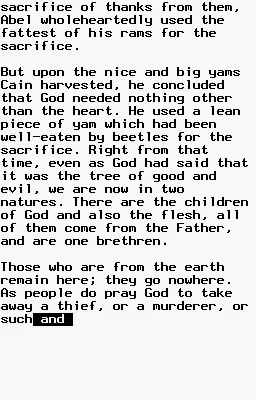 sacrifice of thanks from them,
Abel wholeheartedly used the
fattest of his rams for the
sacrifice.
But upon the nice and big yams
Cain harvested, he concluded
that God needed nothing other
than the heart. He used a lean
piece of yam which had been
well-eaten by beetles for the
sacrifice. Right from that
time, even as God had said that
it was the tree of good and
evil, we are now in two
natures. There are the children
of God and also the flesh, all
of them come from the Father,
and are one brethren.
Those who are from the earth
remain here; they go nowhere.
As people do pray God to take
away a thief, or a murderer, or
such and